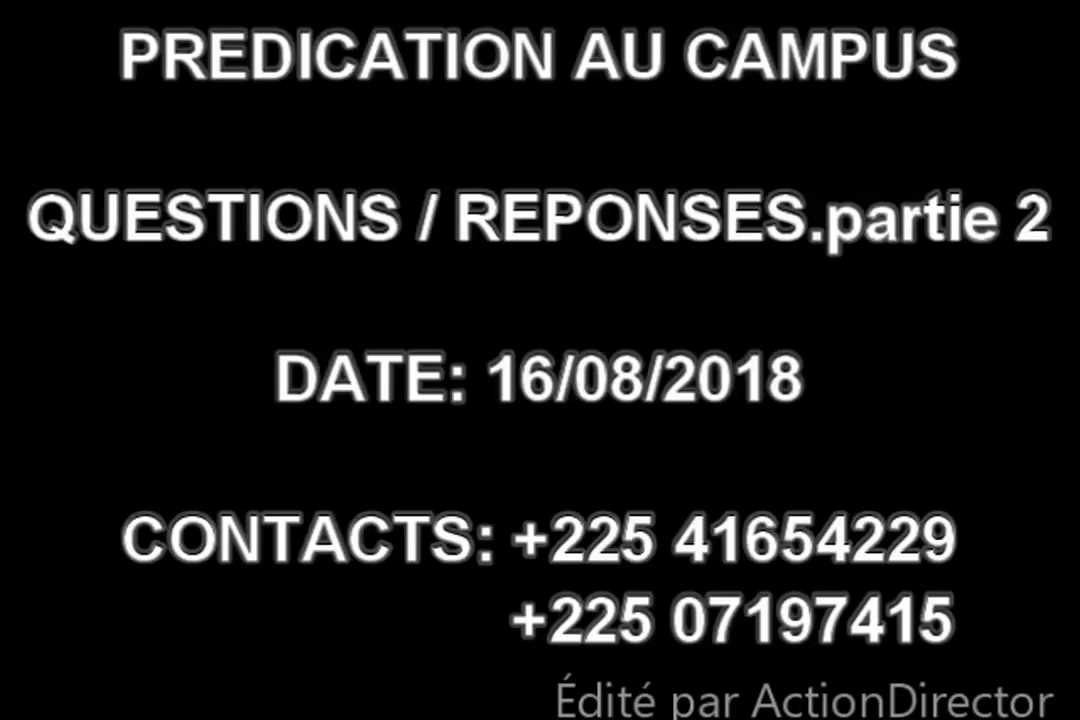 PREDICATION AU CAMPUS
QUESTIONS / REPONSES.partie 2
DATE: 16/08/2018
CONTACTS: +225 41654229
+225 07197415
Édité par ActionDirector